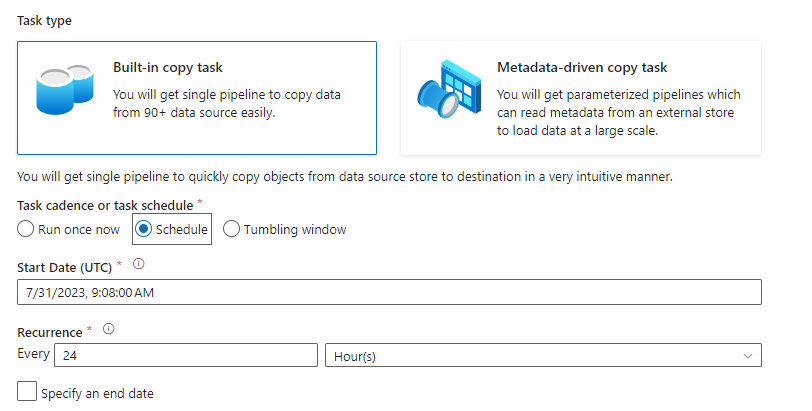 Task type
Built-in copy task
You will get single pipeline to copy data
from 90+ data source easily.
Metadata-driven copy task
You will get parameterized pipelines which
can read metadata from an external store
to load data at a large scale.
You will get single pipeline to quickly copy objects from data source store to destination in a very intuitive manner.
Task cadence or task schedule *
Run once now Schedule Tumbling window
Start Date (UTC) *
7/31/2023, 9:08:00 AM
Recurrence *
Every 24 Hour(s)
Specify an end date